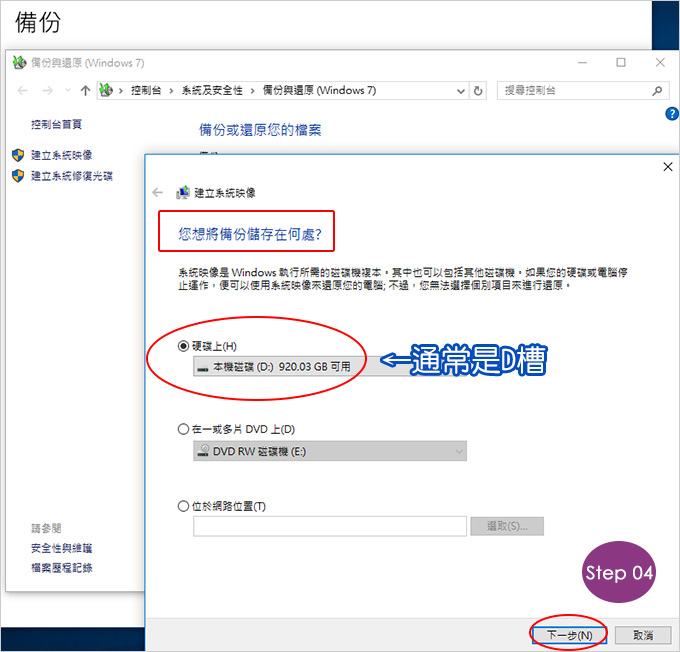 備份
備份與還原 (Windows 7)
控制台 › 系統及安全性 › 備份與還原 (Windows 7)
搜尋控制台
控制台首頁
備份或還原您的檔案
建立系統映像
建立系統修復光碟
建立系統映像
您想將備份儲存在何處?
系統映像是 Windows 執行所需的磁碟機複本。其中也可以包括其他磁碟機。如果您的硬碟或電腦停
止運作，便可以使用系統映像來還原您的電腦; 不過，您無法選擇個別項目來進行還原。
硬碟上(H)
本機磁碟 (D:) 920.03 GB 可用
←通常是D槽
在一或多片 DVD 上(D)
DVD RW 磁碟機 (E:)
位於網路位置(T)
選取(S)...
請參閱
安全性與維護
檔案歷程記錄
Step 04
下一步(N)
取消